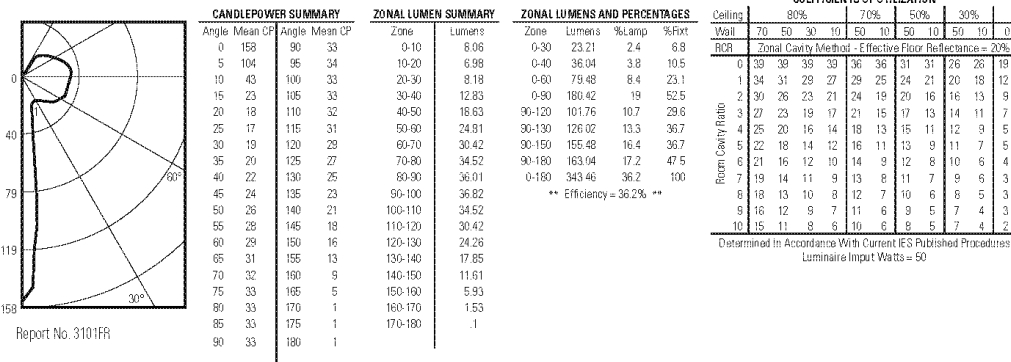 0
40
79
119
158
60°
30°
Report No. 3101FR
CANDLEPOWER SUMMARY
Angle Mean CP Angle Mean CP
0 158 90 33
5 104 95 34
10 43 100 33
15 23 105 33
20 18 110 32
25 17 115 31
30 19 120 29
35 20 125 27
40 22 130 25
45 24 135 23
50 26 140 21
55 28 145 18
60 29 150 16
65 31 155 13
70 32 160 9
75 33 165 5
80 33 170 1
85 33 175 1
90 33 180 1
ZONAL LUMEN SUMMARY
Zone Lumens
0-10 8.06
10-20 6.98
20-30 8.18
30-40 12.83
40-50 18.63
50-60 24.81
60-70 30.42
70-80 34.52
80-90 36.01
90-100 36.82
100-110 34.52
110-120 30.42
120-130 24.26
130-140 17.85
140-150 11.61
150-160 5.93
160-170 1.53
170-180 .1
ZONAL LUMENS AND PERCENTAGES
Zone Lumens %Lamp %Fixt
0-30 23.21 2.4 6.8
0-40 36.04 3.8 10.5
0-60 79.48 8.4 23.1
0-90 180.42 19 52.5
90-120 101.76 10.7 29.6
90-130 126.02 13.3 36.7
90-150 155.48 16.4 36.7
90-180 163.04 17.2 47.5
0-180 343.46 36.2 100
** Efficiency = 36.2% **
Ceiling 80% 70% 50% 30%
Wall 70 50 30 10 50 10 50 10 50 10
RCR Zonal Cavity Method - Effective Floor Reflectance = 20%
Room Cavity Ratio
0 39 39 39 39 36 36 31 31 26 26 19
1 34 31 29 27 29 25 24 21 20 18 12
2 30 26 23 21 24 19 20 16 16 13 9
3 27 23 19 17 21 15 17 13 14 11 7
4 25 20 16 14 18 13 15 11 12 9 5
5 22 18 14 12 16 11 13 9 11 7 5
6 21 16 12 10 14 9 12 8 10 6 4
7 19 14 11 9 13 8 11 7 9 6 3
8 18 13 10 8 12 7 10 6 8 5 3
9 16 12 9 7 11 6 9 5 7 4 3
10 15 11 8 6 10 6 8 5 7 4 2
Determined In Accordance With Current IES Published Procedures
Luminaire Imput Watts = 50